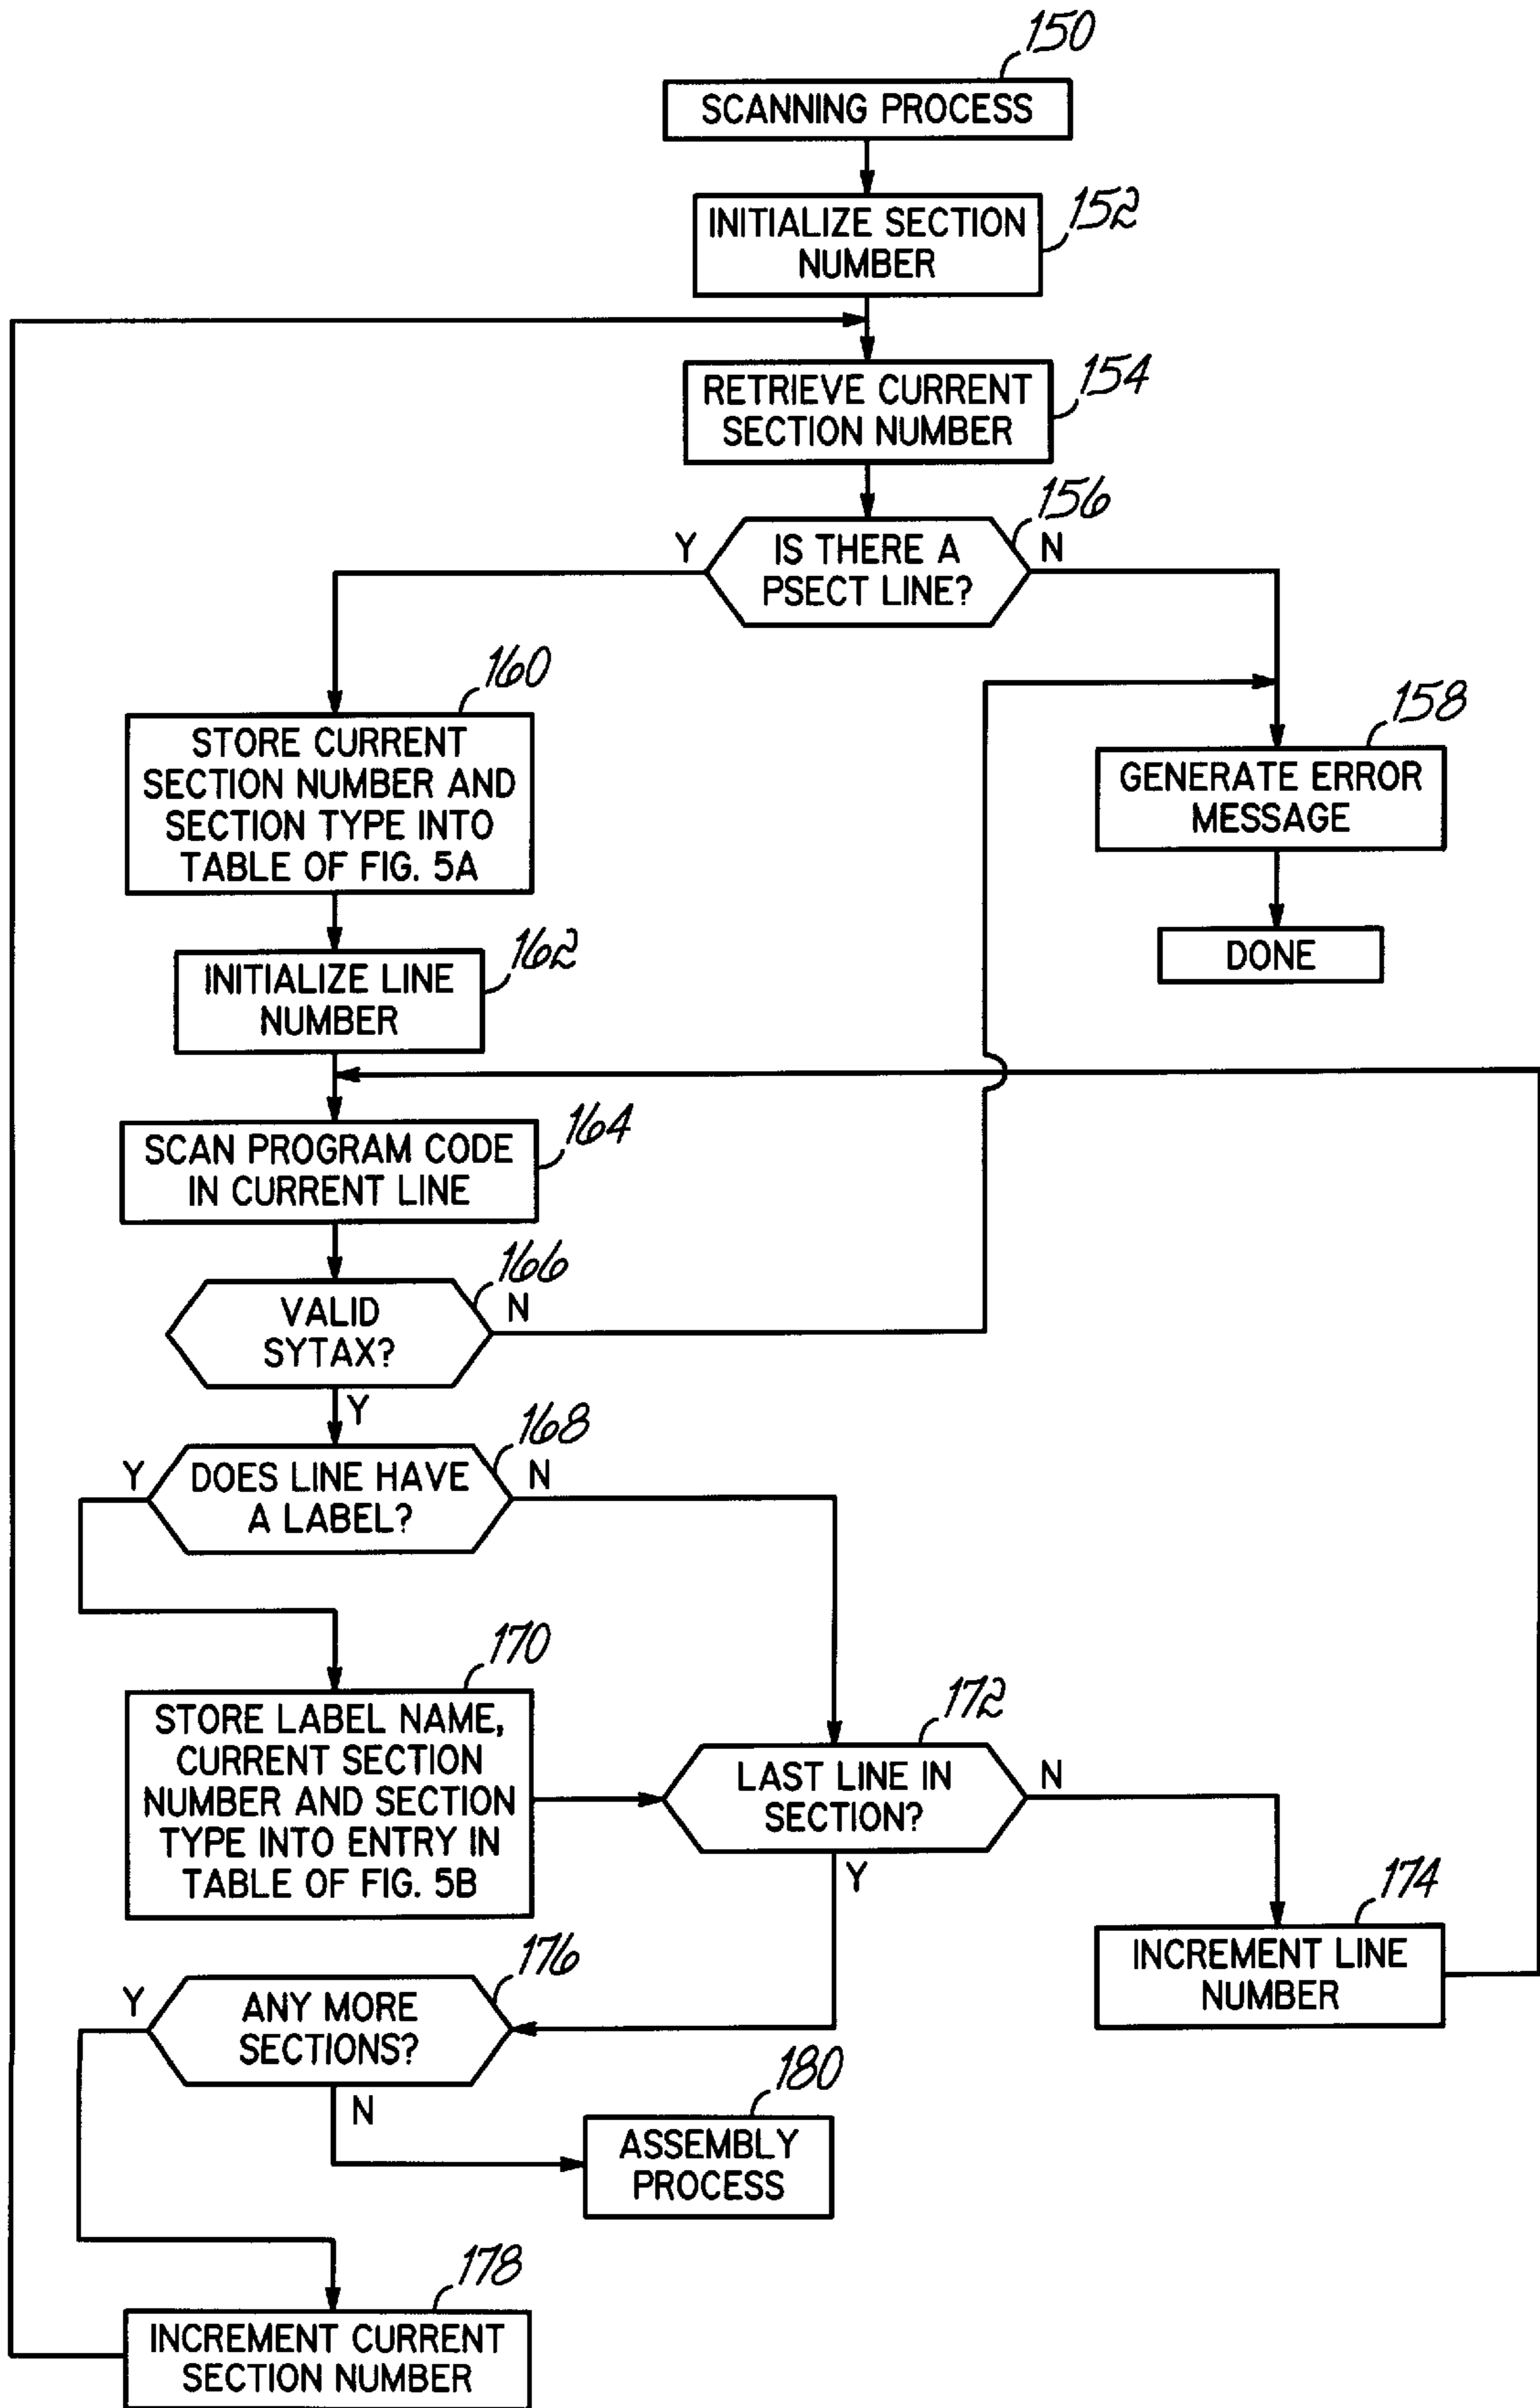 150
SCANNING PROCESS
152
INITIALIZE SECTION
NUMBER
154
RETRIEVE CURRENT
SECTION NUMBER
156
Y
IS THERE A
PSECT LINE?
N
160
STORE CURRENT
SECTION NUMBER AND
SECTION TYPE INTO
TABLE OF FIG. 5A
158
GENERATE ERROR
MESSAGE
DONE
162
INITIALIZE LINE
NUMBER
164
SCAN PROGRAM CODE
IN CURRENT LINE
166
VALID
SYTAX?
N
Y
168
Y
DOES LINE HAVE
A LABEL?
N
170
STORE LABEL NAME,
CURRENT SECTION
NUMBER AND SECTION
TYPE INTO ENTRY IN
TABLE OF FIG. 5B
172
LAST LINE IN
SECTION?
N
Y
174
INCREMENT LINE
NUMBER
176
Y
ANY MORE
SECTIONS?
N
180
ASSEMBLY
PROCESS
178
INCREMENT CURRENT
SECTION NUMBER